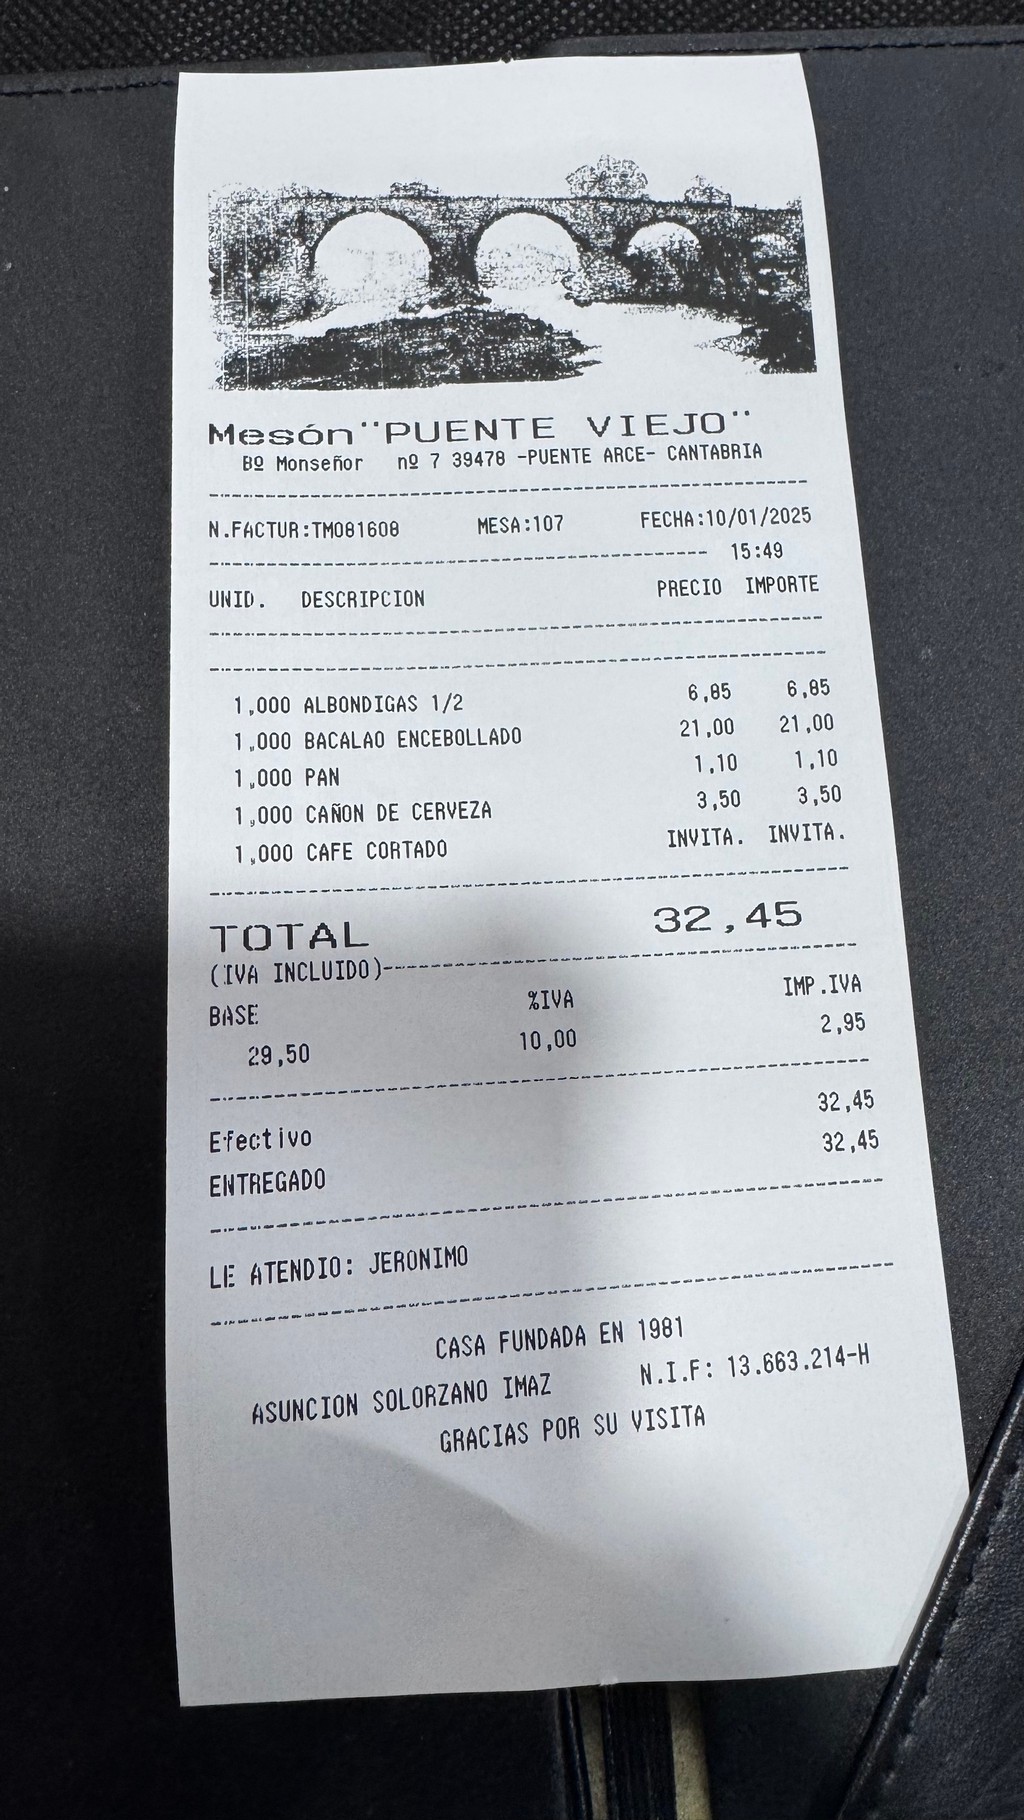 Mesón "PUENTE VIEJO"
Bº Monseñor nº 7 39478 -PUENTE ARCE- CANTABRIA
N.FACTUR:TM081608 MESA:107 FECHA:10/01/2025
15:49
UNID. DESCRIPCION PRECIO IMPORTE
1,000 ALBONDIGAS 1/2 6,85 6,85
1,000 BACALAO ENCEBOLLADO 21,00 21,00
1,000 PAN 1,10 1,10
1,000 CAÑON DE CERVEZA 3,50 3,50
1,000 CAFE CORTADO INVITA. INVITA.
TOTAL 32,45
(IVA INCLUIDO)
BASE %IVA IMP.IVA
29,50 10,00 2,95
Efectivo 32,45
ENTREGADO 32,45
LE ATENDIO: JERONIMO
CASA FUNDADA EN 1981
ASUNCION SOLORZANO IMAZ N.I.F: 13.663.214-H
GRACIAS POR SU VISITA